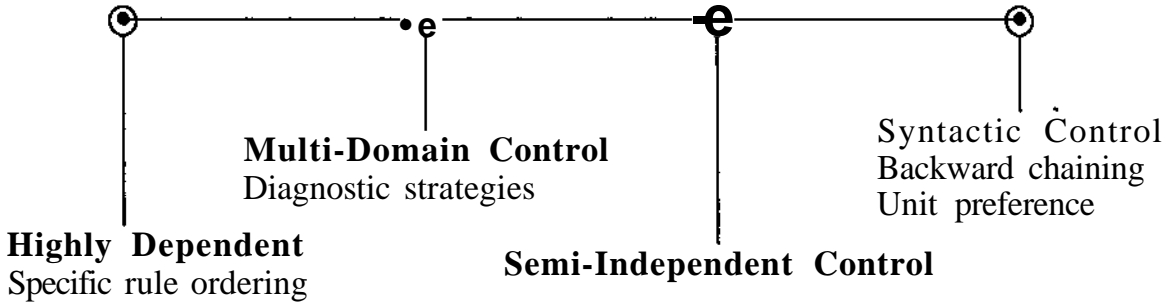 • e
e
Multi-Domain Control
Diagnostic strategies
Syntactic Control
Backward chaining
Unit preference
Highly Dependent
Specific rule ordering
Semi-Independent Control